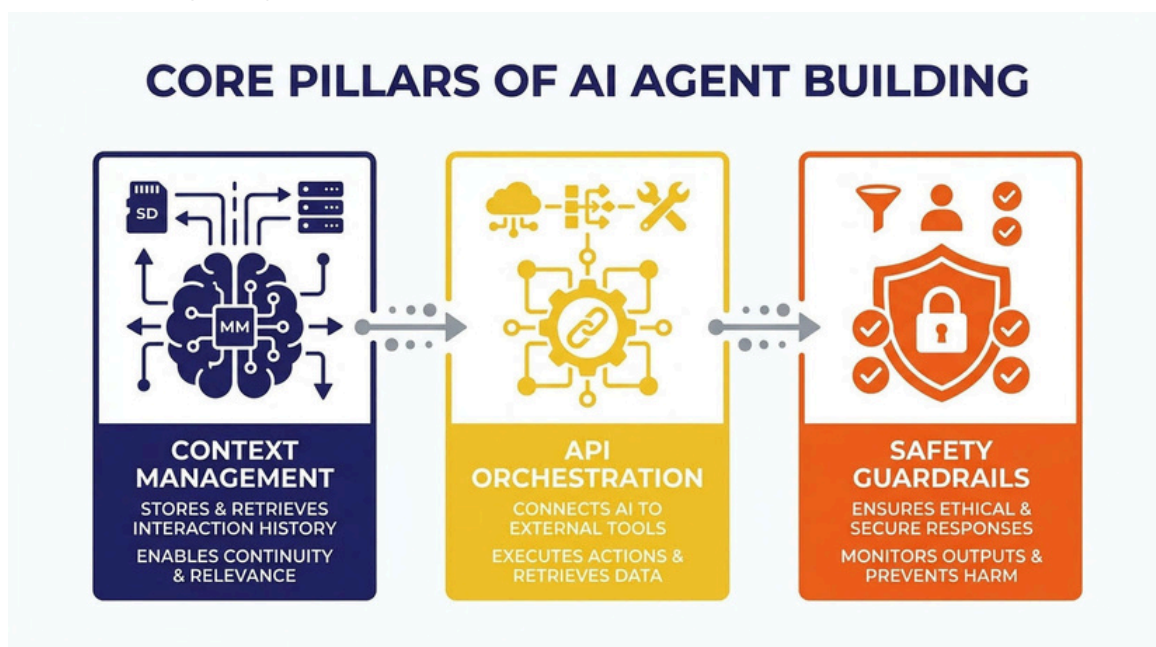 CORE PILLARS OF AI AGENT BUILDING
SD
MM
CONTEXT
MANAGEMENT
STORES & RETRIEVES
INTERACTION HISTORY
ENABLES CONTINUITY
& RELEVANCE
API
ORCHESTRATION
CONNECTS AI TO
EXTERNAL TOOLS
EXECUTES ACTIONS &
RETRIEVES DATA
SAFETY
GUARDRAILS
ENSURES ETHICAL &
SECURE RESPONSES
MONITORS OUTPUTS &
PREVENTS HARM